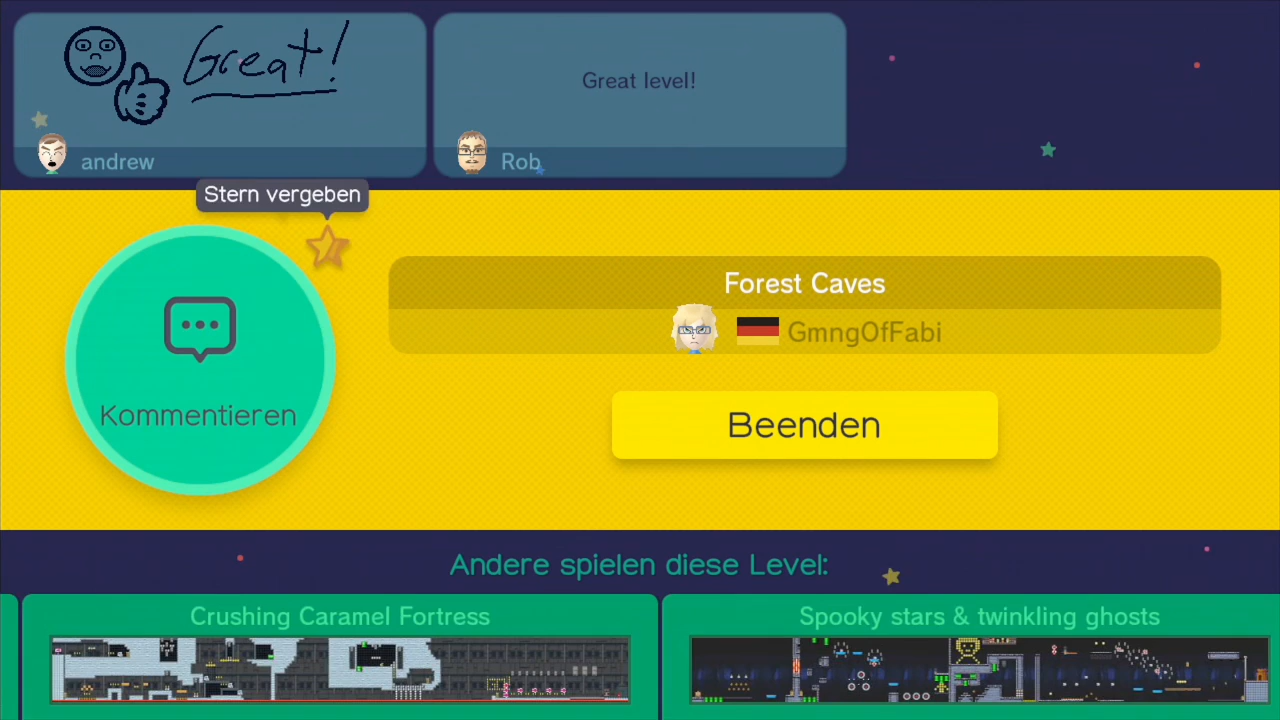 Great!
Great level!
andrew
Rob
Stern vergeben
Forest Caves
GmngOfFabi
Kommentieren
Beenden
Andere spielen diese Level:
Crushing Caramel Fortress
Spooky stars & twinkling ghosts